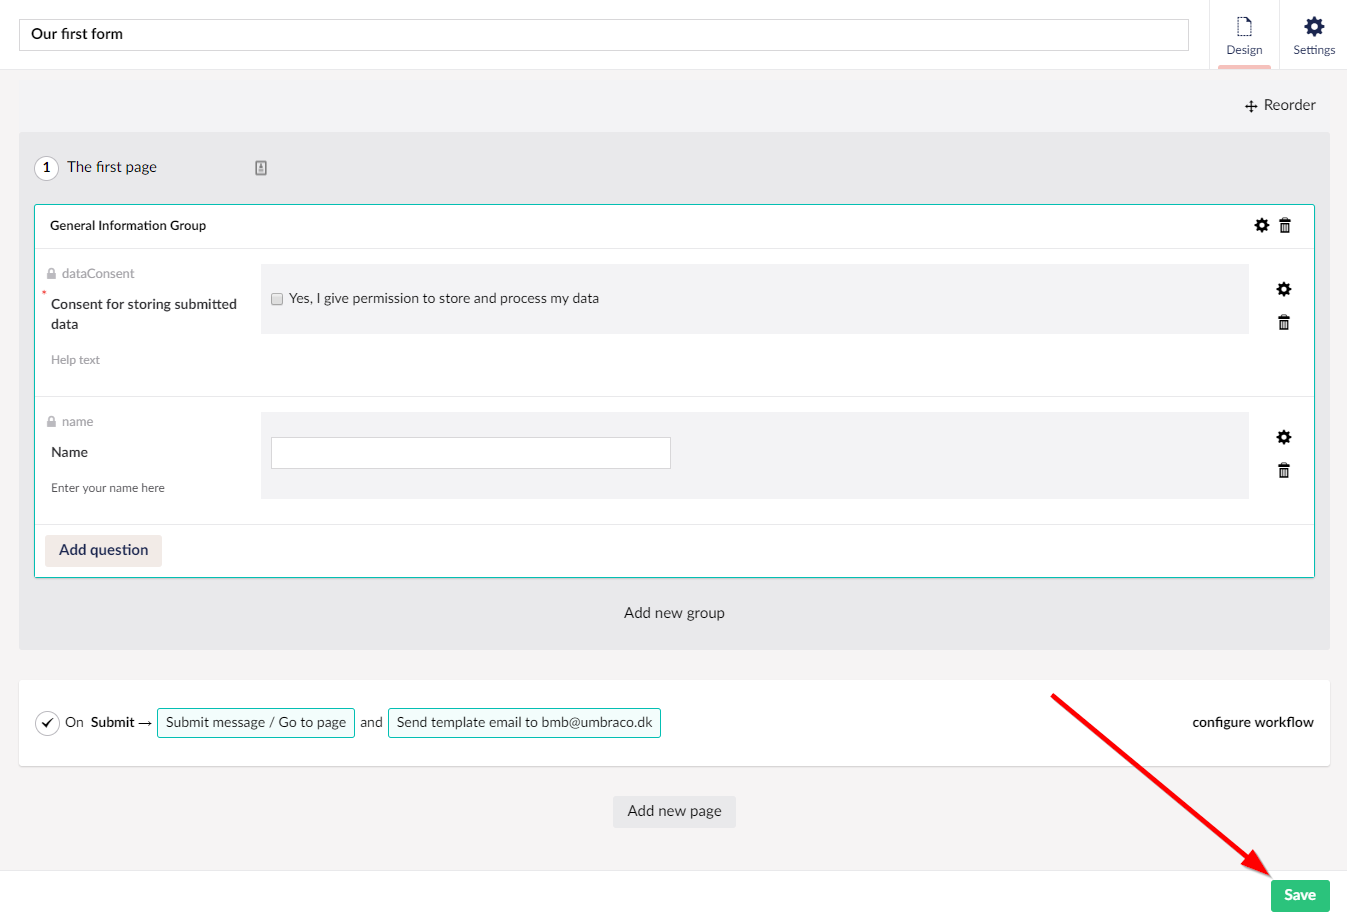 Our first form
Design
Settings
Reorder
1 The first page
General Information Group
dataConsent
* Consent for storing submitted
data
Yes, I give permission to store and process my data
Help text
name
Name
Enter your name here
Add question
Add new group
On Submit → Submit message / Go to page and Send template email to bmb@umbraco.dk configure workflow
Add new page
Save